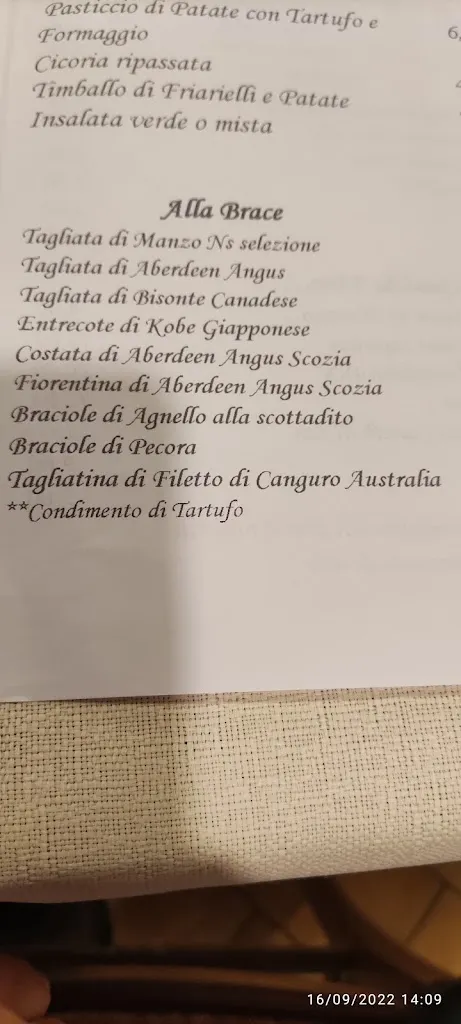 Pasticcio di Patate con Tartufo e
Formaggio 6,
Cicoria ripassata
Timballo di Friarielli e Patate
Insalata verde o mista
Alla Brace
Tagliata di Manzo Ns selezione
Tagliata di Aberdeen Angus
Tagliata di Bisonte Canadese
Entrecote di Kobe Giapponese
Costata di Aberdeen Angus Scozia
Fiorentina di Aberdeen Angus Scozia
Braciole di Agnello alla scottadito
Braciole di Pecora
Tagliatina di Filetto di Canguro Australia
**Condimento di Tartufo
16/09/2022 14:09